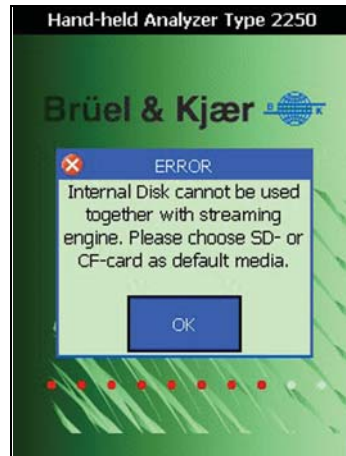 Hand-held Analyzer Type 2250
Brüel & Kjær
B K
ERROR
Internal Disk cannot be used
together with streaming
engine. Please choose SD- or
CF-card as default media.
OK